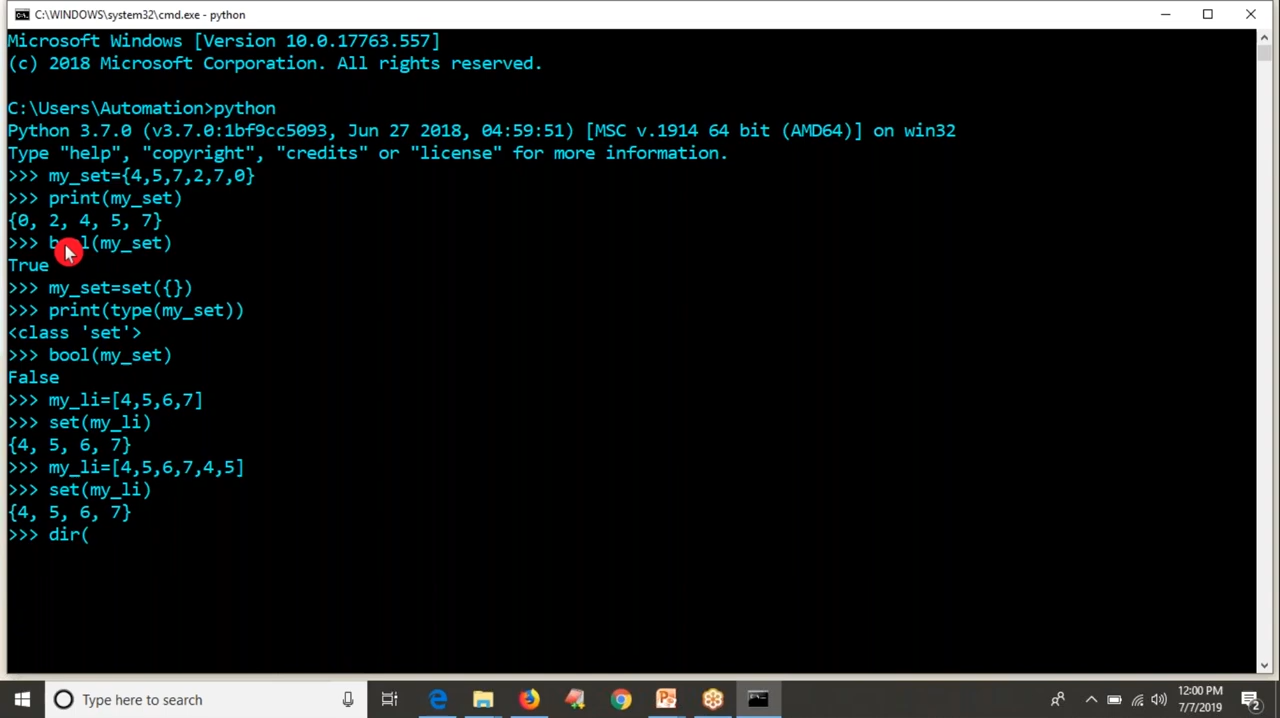 C:\WINDOWS\system32\cmd.exe - python
Microsoft Windows [Version 10.0.17763.557]
(c) 2018 Microsoft Corporation. All rights reserved.
C:\Users\Automation>python
Python 3.7.0 (v3.7.0:1bf9cc5093, Jun 27 2018, 04:59:51) [MSC v.1914 64 bit (AMD64)] on win32
Type "help", "copyright", "credits" or "license" for more information.
>>> my_set={4,5,7,2,7,0}
>>> print(my_set)
{0, 2, 4, 5, 7}
>>> bool(my_set)
True
>>> my_set=set({})
>>> print(type(my_set))
<class 'set'>
>>> bool(my_set)
False
>>> my_li=[4,5,6,7]
>>> set(my_li)
{4, 5, 6, 7}
>>> my_li=[4,5,6,7,4,5]
>>> set(my_li)
{4, 5, 6, 7}
>>> dir(
Type here to search
12:00 PM
7/7/2019
2